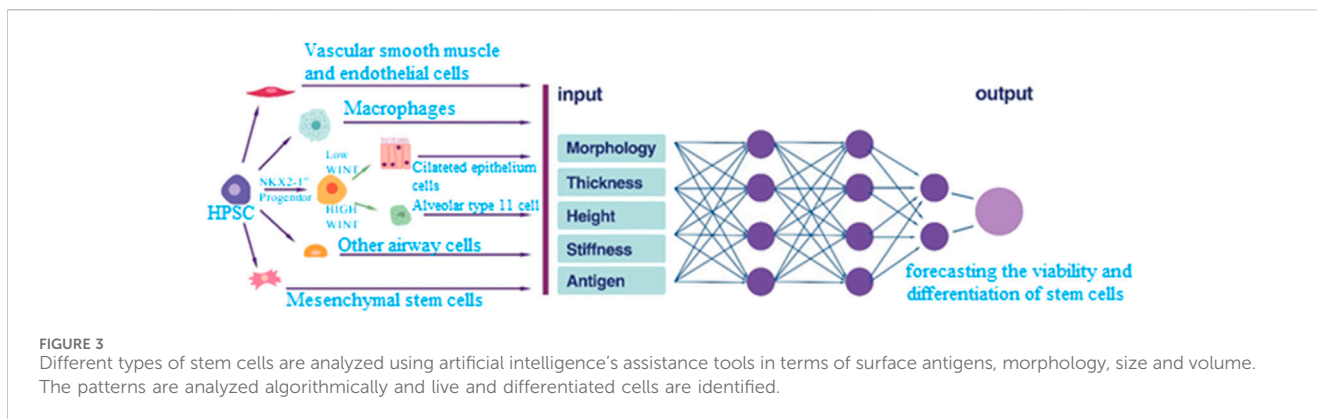 Vascular smooth muscle
and endothelial cells
Macrophages
Low
WINT
Cilateted epithelium
cells
NKX2-1+
Progenitor
HPSC
HIGH
WINT
Alveolar type 11 cell
Other airway cells
Mesenchymal stem cells
input
Morphology
Thickness
Height
Stiffness
Antigen
output
forecasting the viability and
differentiation of stem cells
FIGURE 3
Different types of stem cells are analyzed using artificial intelligence’s assistance tools in terms of surface antigens, morphology, size and volume.
The patterns are analyzed algorithmically and live and differentiated cells are identified.